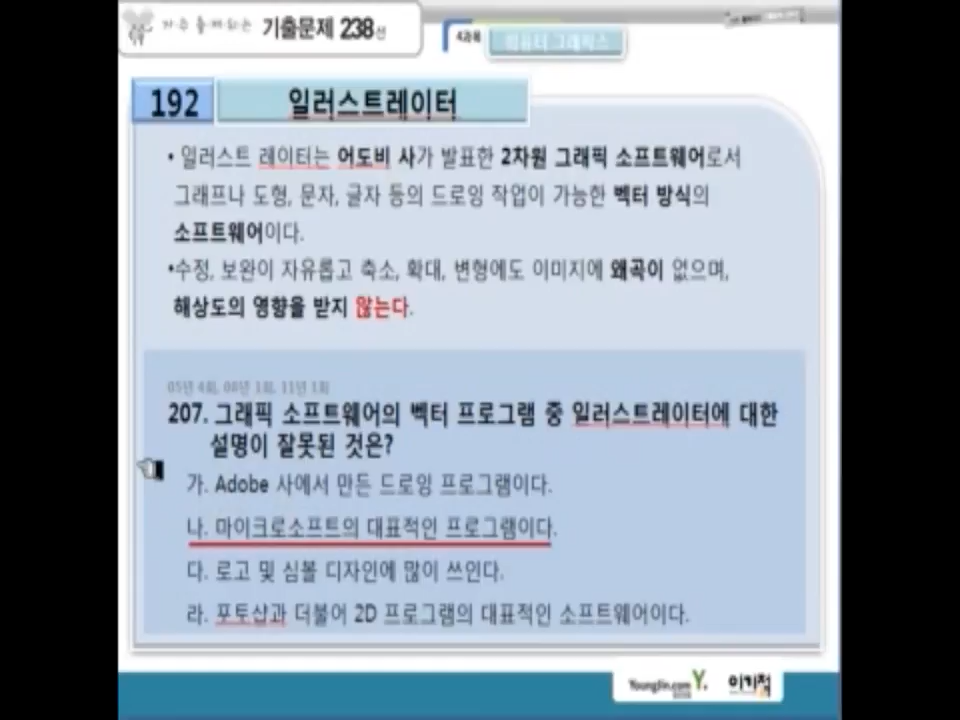 자주 출제되는 기출문제 238선
4과목 컴퓨터 그래픽스
192 일러스트레이터
• 일러스트 레이터는 어도비 사가 발표한 2차원 그래픽 소프트웨어로서
그래프나 도형, 문자, 글자 등의 드로잉 작업이 가능한 벡터 방식의
소프트웨어이다.
•수정, 보완이 자유롭고 축소, 확대, 변형에도 이미지에 왜곡이 없으며,
해상도의 영향을 받지 않는다.
05년 4회, 08년 1회, 11년 1회
207. 그래픽 소프트웨어의 벡터 프로그램 중 일러스트레이터에 대한
설명이 잘못된 것은?
가. Adobe 사에서 만든 드로잉 프로그램이다.
나. 마이크로소프트의 대표적인 프로그램이다.
다. 로고 및 심볼 디자인에 많이 쓰인다.
라. 포토샵과 더불어 2D 프로그램의 대표적인 소프트웨어이다.
YoungJin.com Y. 이기적